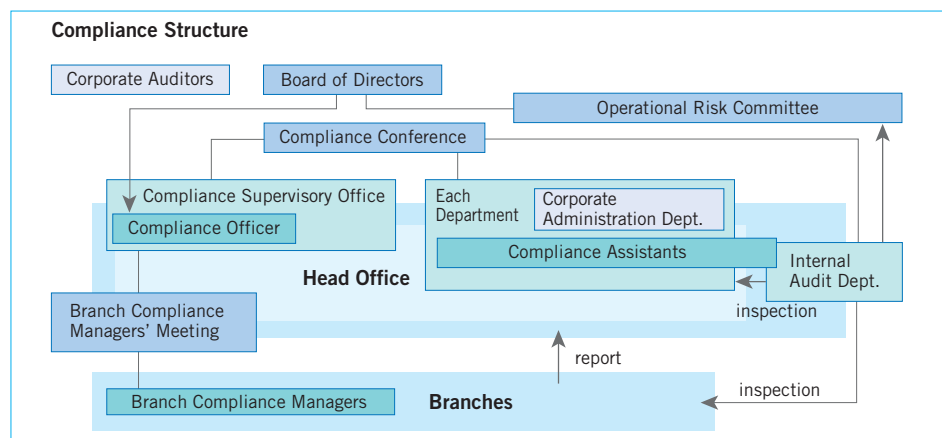 Compliance Structure
Corporate Auditors
Board of Directors
Operational Risk Committee
Compliance Conference
Compliance Supervisory Office
Compliance Officer
Each
Department
Corporate
Administration Dept.
Compliance Assistants
Internal
Audit Dept.
Head Office
inspection
Branch Compliance
Managers’ Meeting
report
Branch Compliance Managers
Branches
inspection